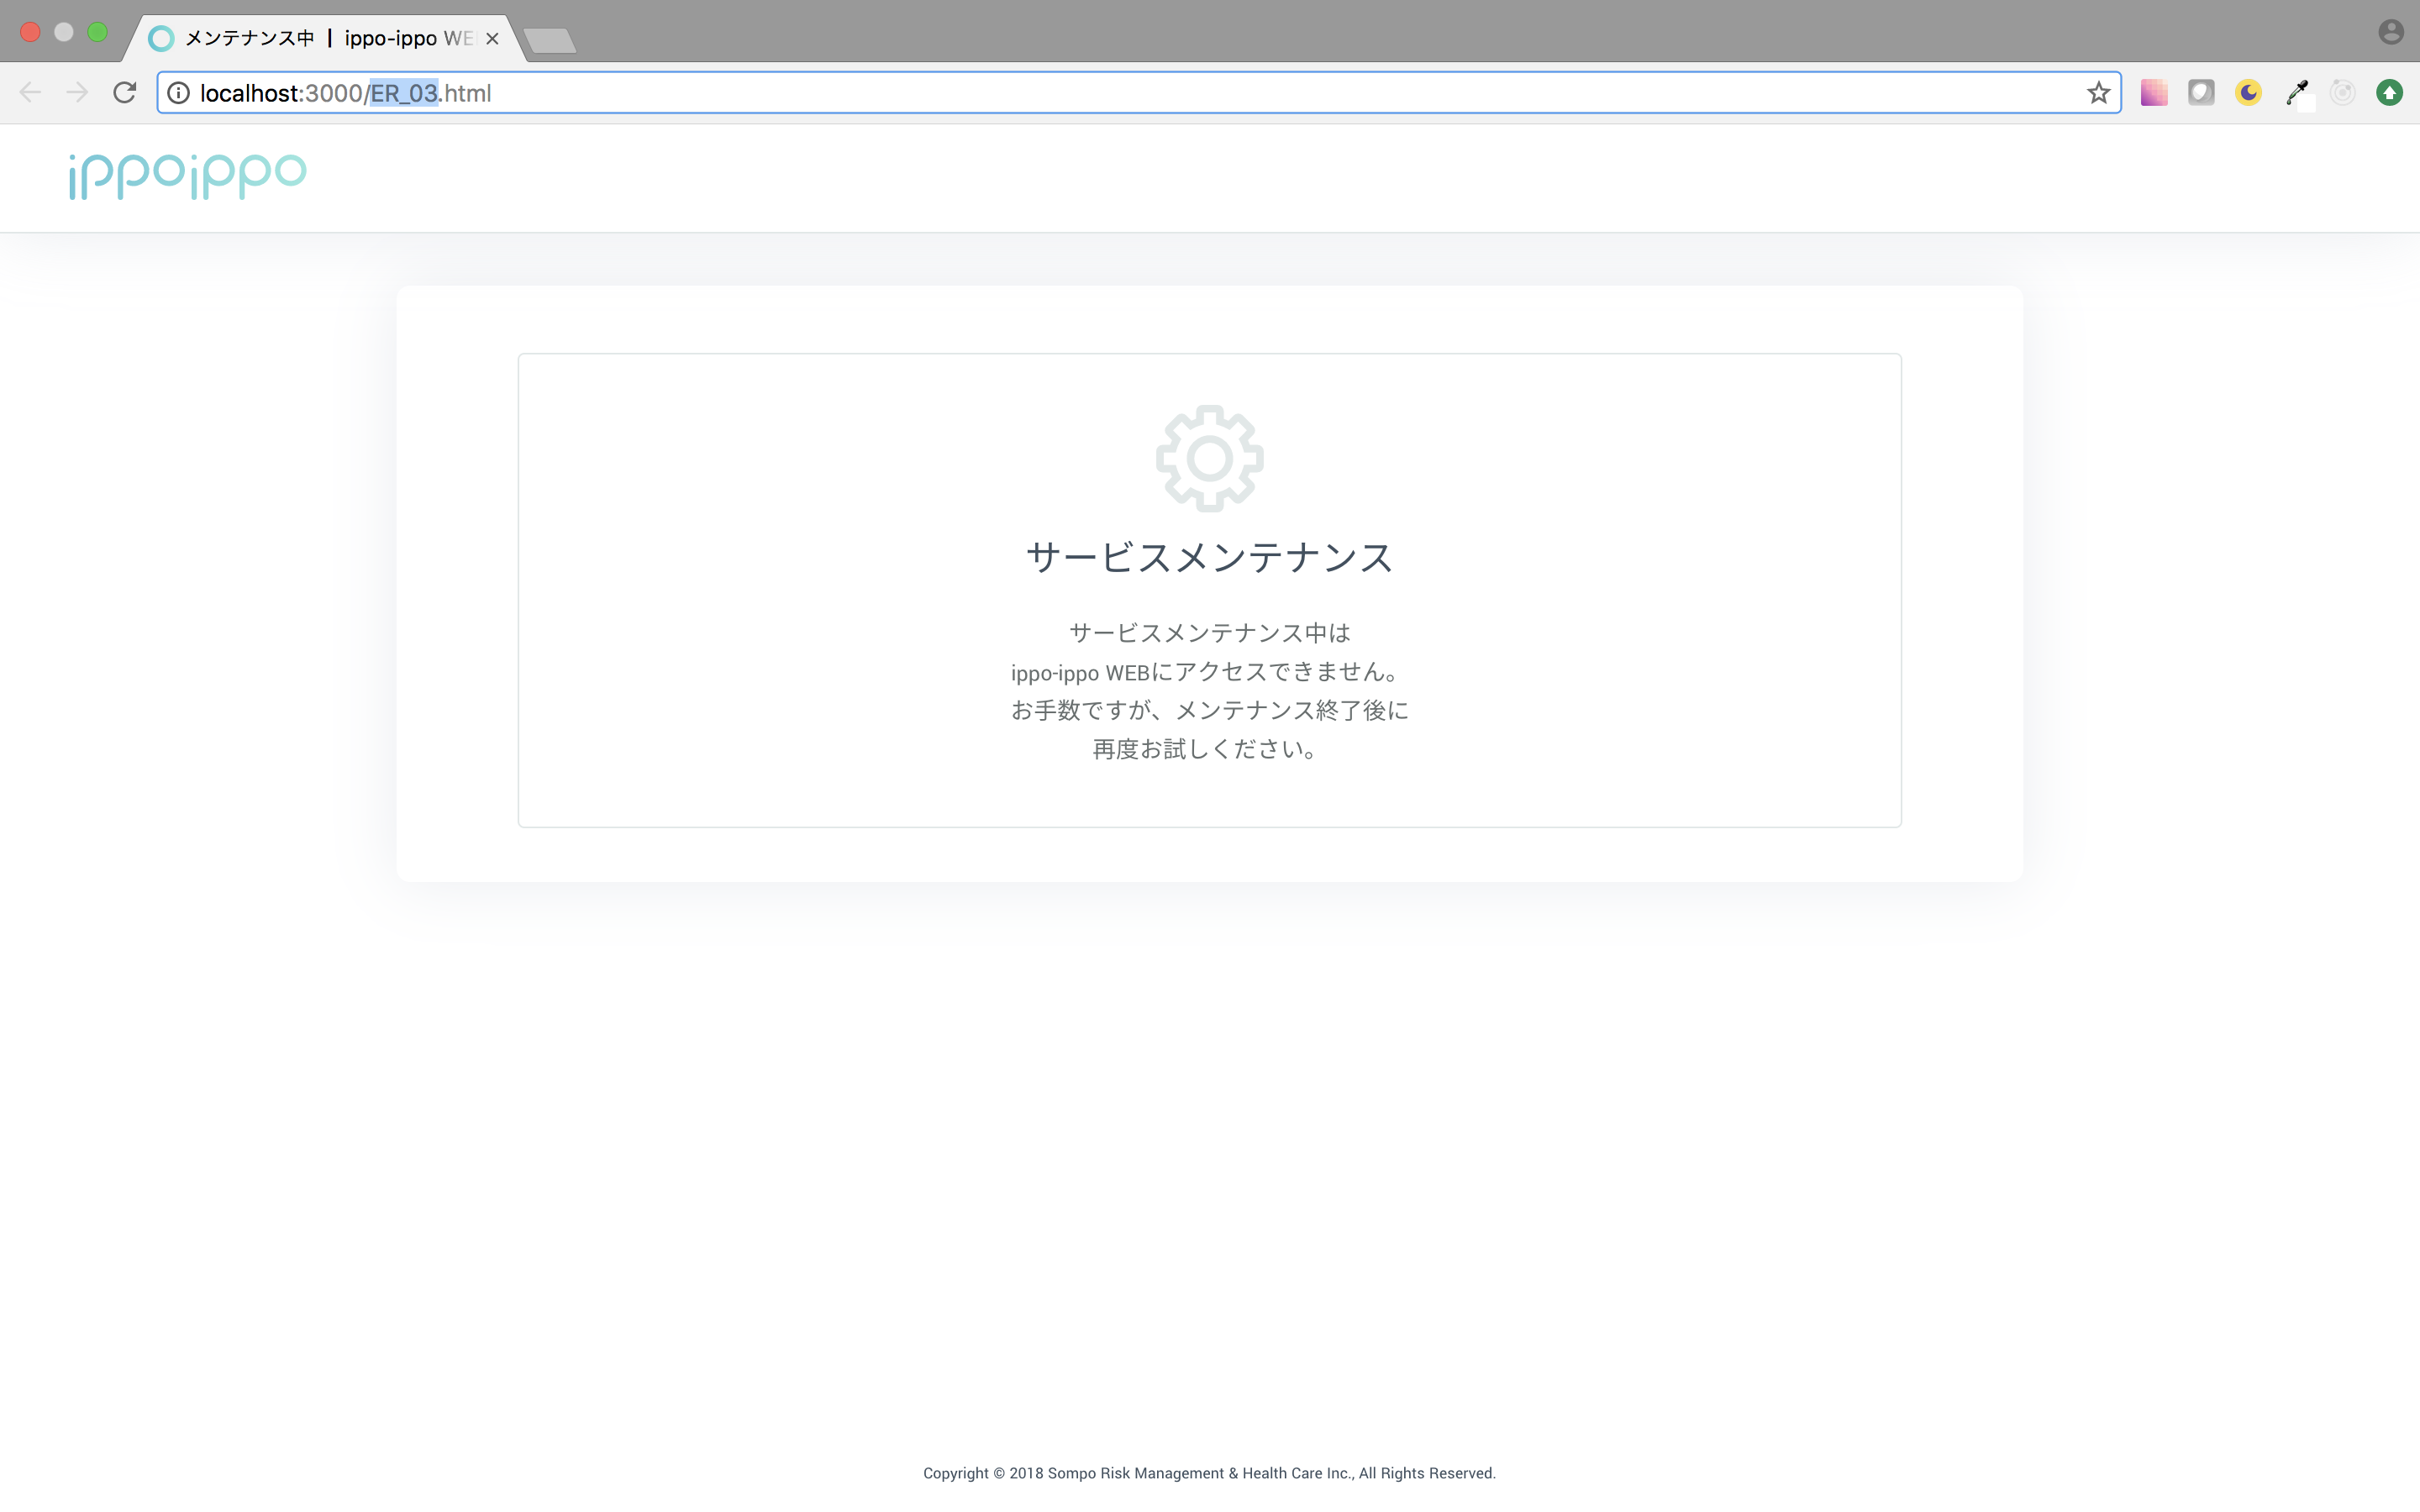 メンテナンス中 | ippo-ippo WE
localhost:3000/ER_03.html
ippoippo
サービスメンテナンス
サービスメンテナンス中は
ippo-ippo WEBにアクセスできません。
お手数ですが、メンテナンス終了後に
再度お試しください。
Copyright © 2018 Sompo Risk Management & Health Care Inc., All Rights Reserved.